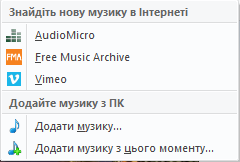 Знайдіть нову музику в Інтернеті
AudioMicro
FMA Free Music Archive
Vimeo
Додайте музику з ПК
Додати музику...
Додати музику з цього моменту...